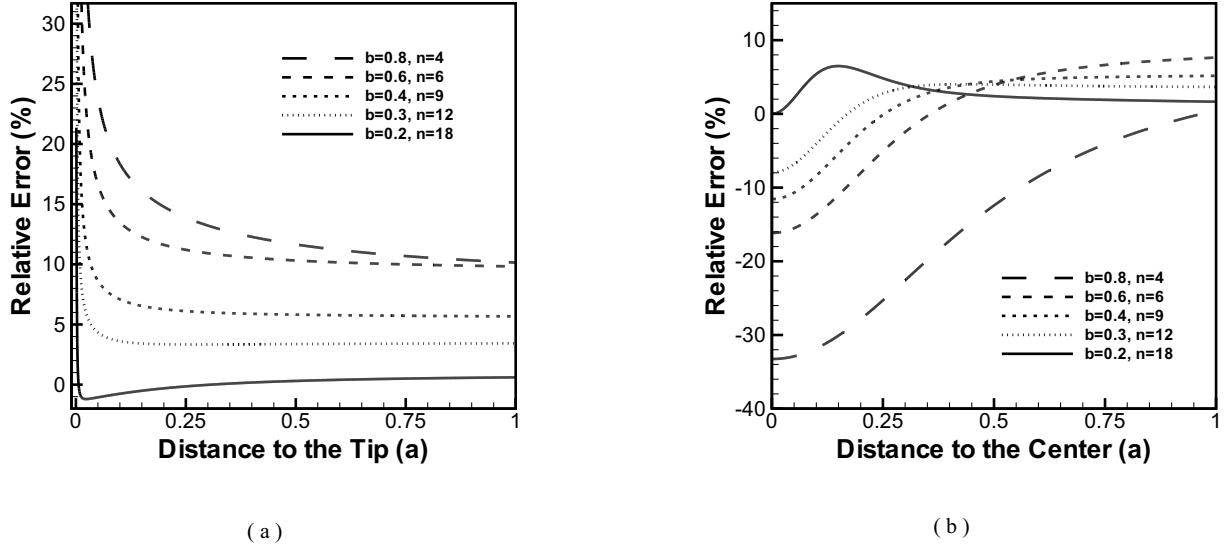 30
25
20
15
10
5
0
Relative Error (%)
b=0.8, n=4
b=0.6, n=6
b=0.4, n=9
b=0.3, n=12
b=0.2, n=18
0 0.25 0.5 0.75 1
Distance to the Tip (a)
( a )
10
0
-10
-20
-30
-40
Relative Error (%)
b=0.8, n=4
b=0.6, n=6
b=0.4, n=9
b=0.3, n=12
b=0.2, n=18
0 0.25 0.5 0.75 1
Distance to the Center (a)
( b )